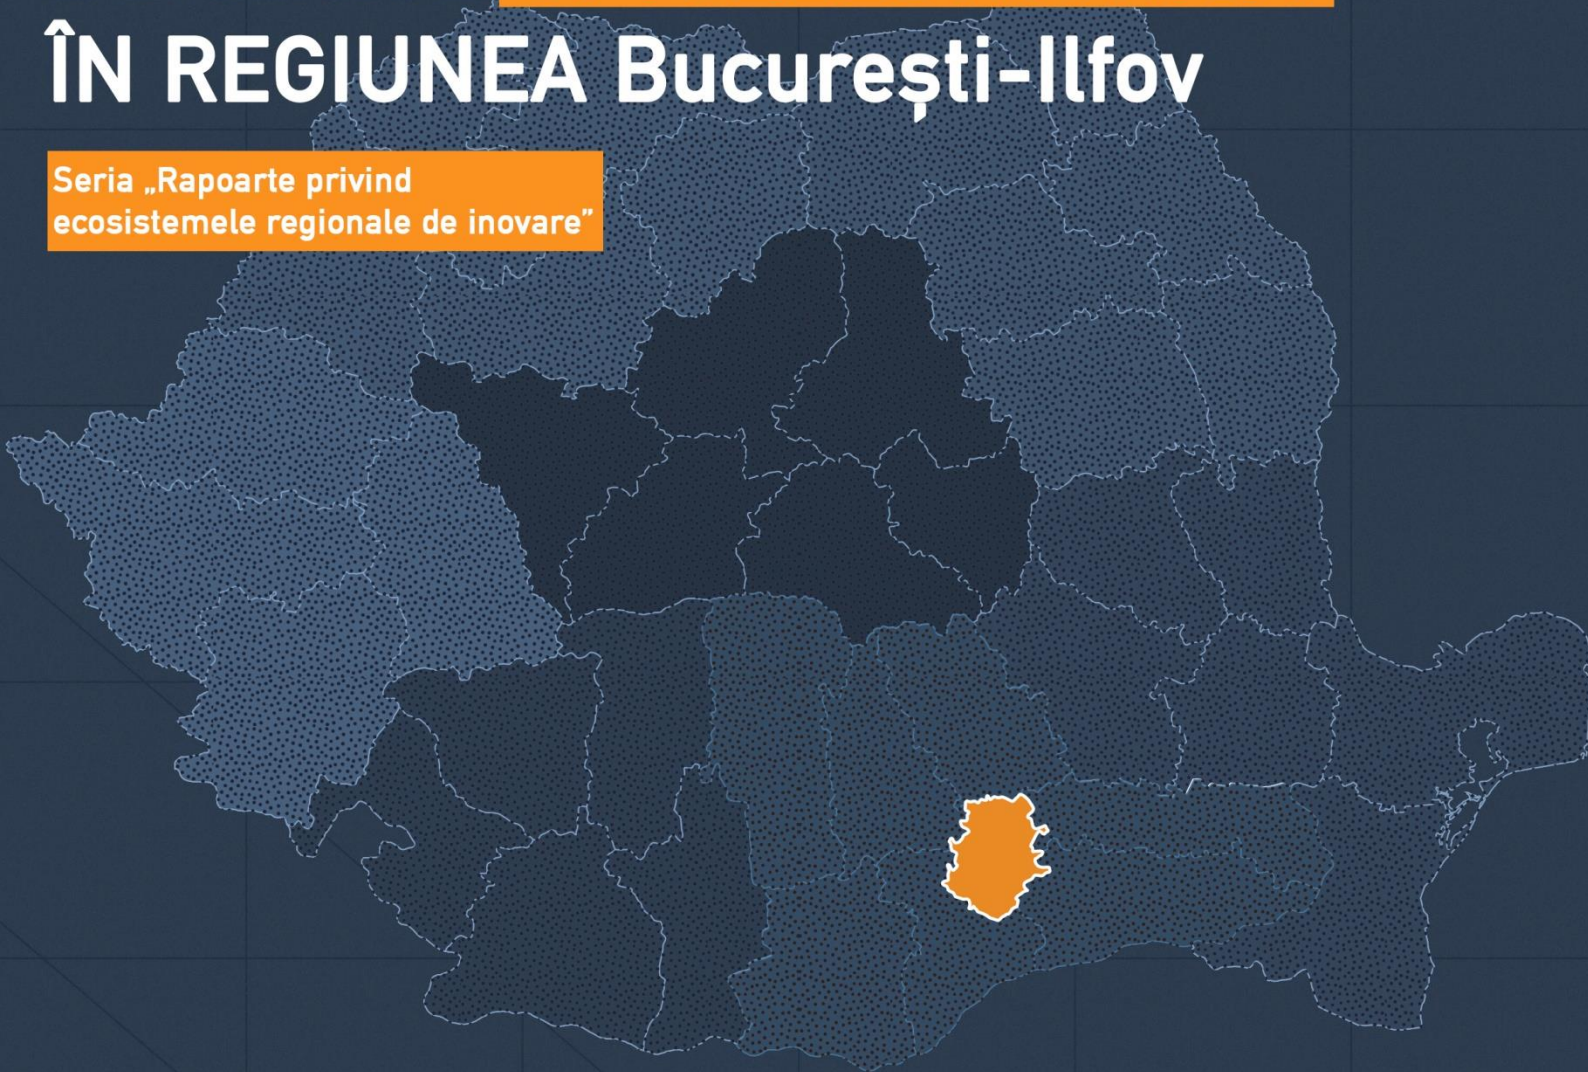 ÎN REGIUNEA București-Ilfov
Seria „Rapoarte privind
ecosistemele regionale de inovare”